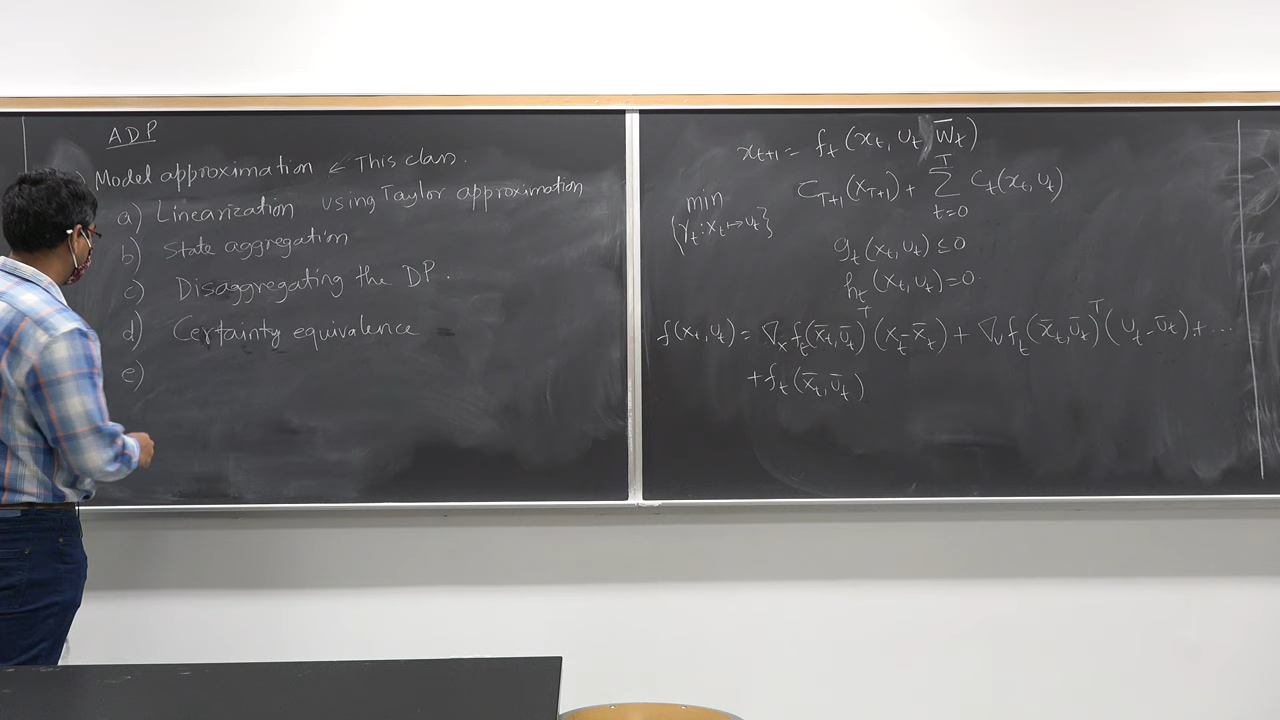 ADP
) Model approximation ← This class.
a) Linearization using Taylor approximation
b) State aggregation
c) Disaggregating the DP.
d) Certainty equivalence
e)
x_{t+1} = f_t(x_t, u_t, W̄_t)
min C_{T+1}(x_{T+1}) + Σ_{t=0}^{T} C_t(x_t, u_t)
{γ_t : x_t ↦ u_t}
g_t(x_t, u_t) ≤ 0
h_t(x_t, u_t) = 0
f(x_t, u_t) = ∇_x f_t(x̄_t, ū_t)^T (x_t - x̄_t) + ∇_u f_t(x̄_t, ū_t)^T (u_t - ū_t) + ...
+ f_t(x̄_t, ū_t)